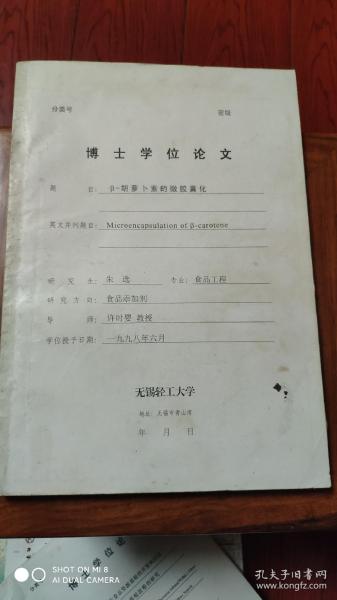 分类号 密级
博士学位论文
题 目: β-胡萝卜素的微胶囊化
英文并列题目: Microencapsulation of β-carotene
研 究 生: 朱 选 专业: 食品工程
研 究 方 向: 食品添加剂
导 师: 许时婴 教授
学位授予日期: 一九九八年六月
无锡轻工大学
地址: 无锡市青山湾
年 月 日
博士学位论
SHOT ON MI 8
AI DUAL CAMERA
孔夫子旧书网
www.kongfz.com